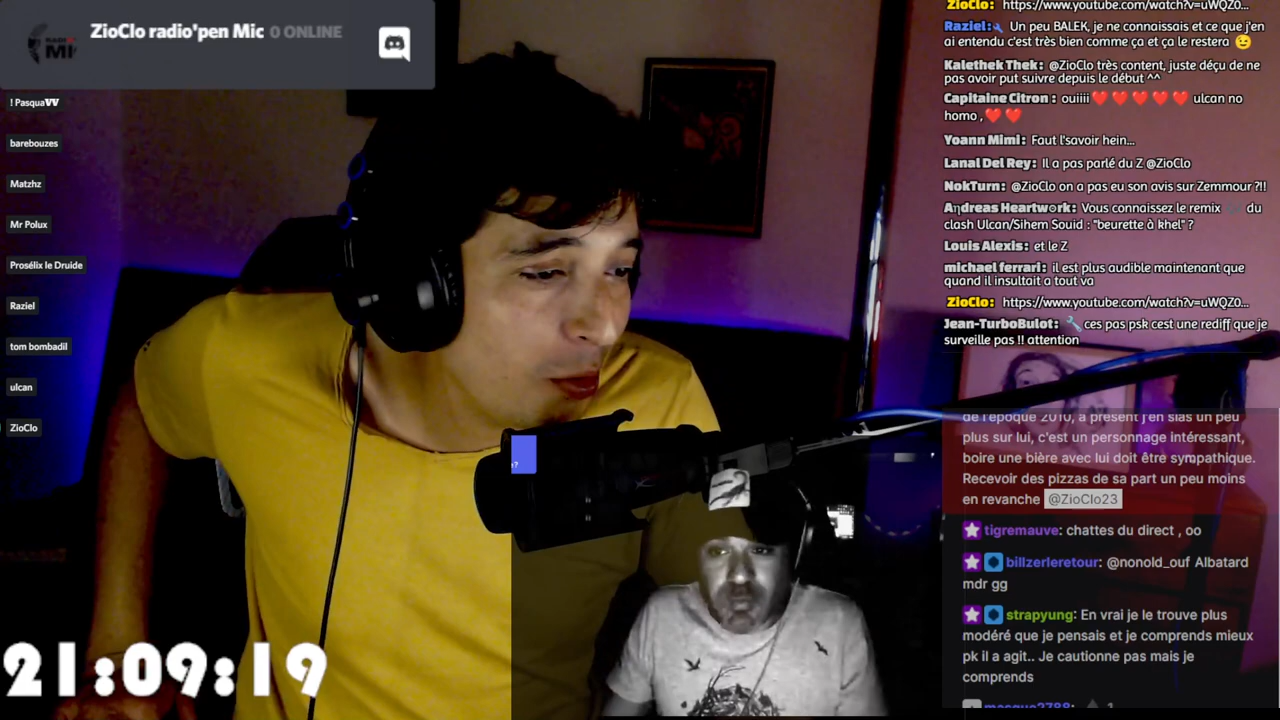 ZioClo radio'pen Mic 0 ONLINE
MI
! PasquaVV
barebouzes
Matzhz
Mr Polux
Prosélix le Druide
Raziel
tom bombadil
ulcan
ZioClo
21:09:19
ZioClo: https://www.youtube.com/watch?v=uWQZ0...
Raziel: Un peu BALEK, je ne connaissais et ce que j'en
ai entendu c'est très bien comme ça et ça le restera 😉
Kalethek Thek: @ZioClo très content, juste déçu de ne
pas avoir put suivre depuis le début ^^
Capitaine Citron : ouiiii❤️❤️❤️❤️❤️ ulcan no
homo ,❤️❤️
Yoann Mimi: Faut l'savoir hein...
Lanal Del Rey: Il a pas parlé du Z @ZioClo
NokTurn: @ZioClo on a pas eu son avis sur Zemmour ?!!
Aηdreas Heartwørk: Vous connaissez le remix du
clash Ulcan/Sihem Souid : "beurette à khel" ?
Louis Alexis: et le Z
michael ferrari: il est plus audible maintenant que
quand il insultait a tout va
ZioClo: https://www.youtube.com/watch?v=uWQZ0...
Jean-TurboBulot: 🔧 ces pas psk cest une rediff que je
surveille pas !! attention
de l'époque 2010, à présent j'en sias un peu
plus sur lui, c'est un personnage intéressant,
boire une bière avec lui doit être sympathique.
Recevoir des pizzas de sa part un peu moins
en revanche @ZioClo23
tigremauve: chattes du direct , oo
billzerleretour: @nonold_ouf Albatard
mdr gg
strapyung: En vrai je le trouve plus
modéré que je pensais et je comprends mieux
pk il a agit.. Je cautionne pas mais je
comprends
masque2788: 1